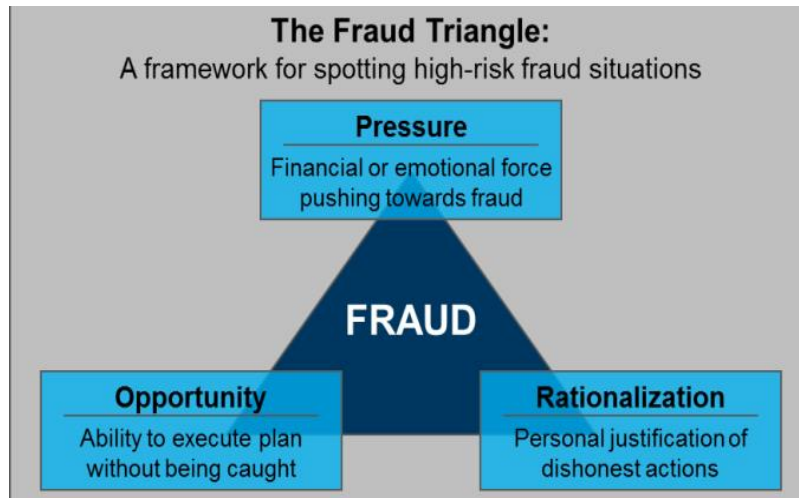 The Fraud Triangle:
A framework for spotting high-risk fraud situations
Pressure
Financial or emotional force
pushing towards fraud
FRAUD
Opportunity
Ability to execute plan
without being caught
Rationalization
Personal justification of
dishonest actions